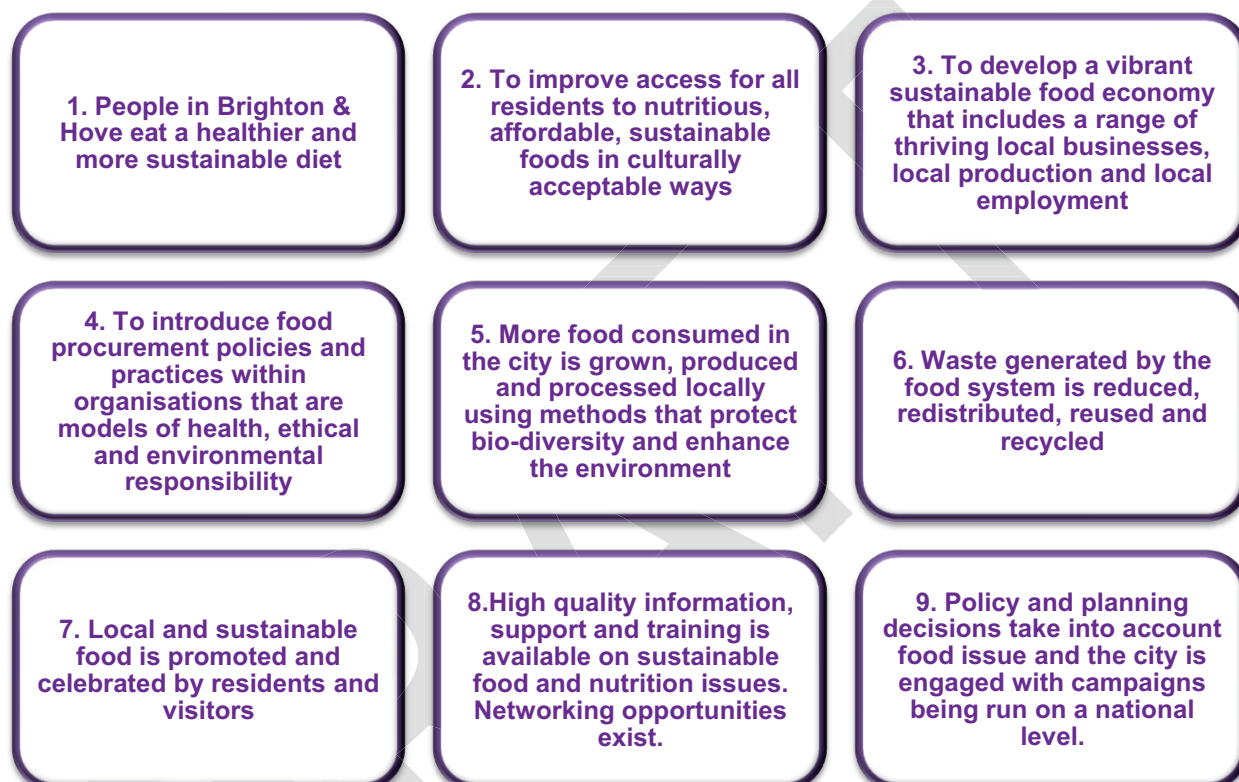 1. People in Brighton &
Hove eat a healthier and
more sustainable diet
2. To improve access for all
residents to nutritious,
affordable, sustainable
foods in culturally
acceptable ways
3. To develop a vibrant
sustainable food economy
that includes a range of
thriving local businesses,
local production and local
employment
4. To introduce food
procurement policies and
practices within
organisations that are
models of health, ethical
and environmental
responsibility
5. More food consumed in
the city is grown, produced
and processed locally
using methods that protect
bio-diversity and enhance
the environment
6. Waste generated by the
food system is reduced,
redistributed, reused and
recycled
7. Local and sustainable
food is promoted and
celebrated by residents and
visitors
8.High quality information,
support and training is
available on sustainable
food and nutrition issues.
Networking opportunities
exist.
9. Policy and planning
decisions take into account
food issue and the city is
engaged with campaigns
being run on a national
level.